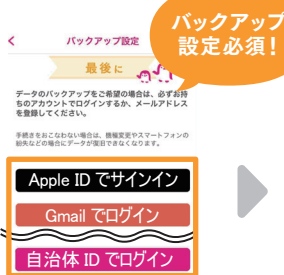 バックアップ
設定必須!
バックアップ設定
最後に
データのバックアップをご希望の場合は、必ずお持
ちのアカウントでログインするか、メールアドレス
を登録してください。
手続きをおこなわない場合は、機種変更やスマートフォンの
紛失などの場合にデータが復旧できなくなります。
Apple ID でサインイン
Gmail でログイン
自治体 ID でログイン